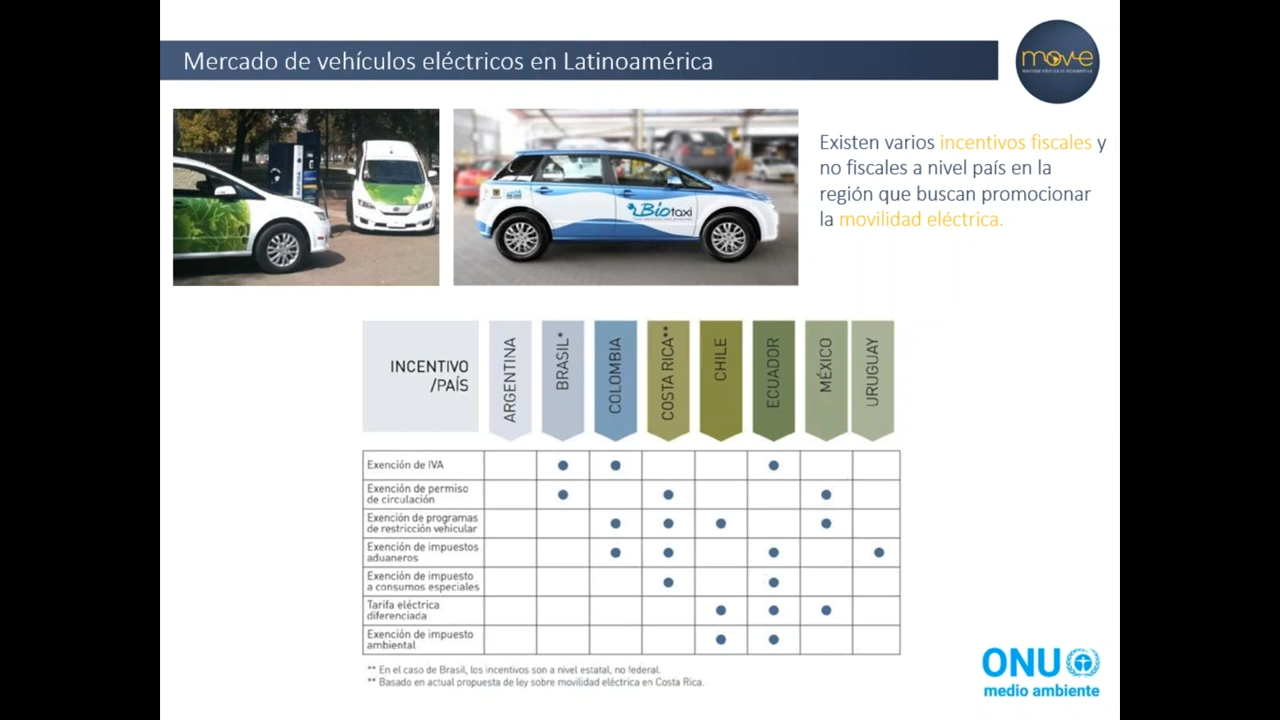 Mercado de vehículos eléctricos en Latinoamérica
move
Existen varios incentivos fiscales y
no fiscales a nivel país en la
región que buscan promocionar
la movilidad eléctrica.
Biotaxi
INCENTIVO
/PAÍS
ARGENTINA
BRASIL*
COLOMBIA
COSTA RICA**
CHILE
ECUADOR
MÉXICO
URUGUAY
Exención de IVA
Exención de permiso
de circulación
Exención de programas
de restricción vehicular
Exención de impuestos
aduaneros
Exención de impuesto
a consumos especiales
Tarifa eléctrica
diferenciada
Exención de impuesto
ambiental
** En el caso de Brasil, los incentivos son a nivel estatal, no federal.
** Basado en actual propuesta de ley sobre movilidad eléctrica en Costa Rica.
ONU
medio ambiente